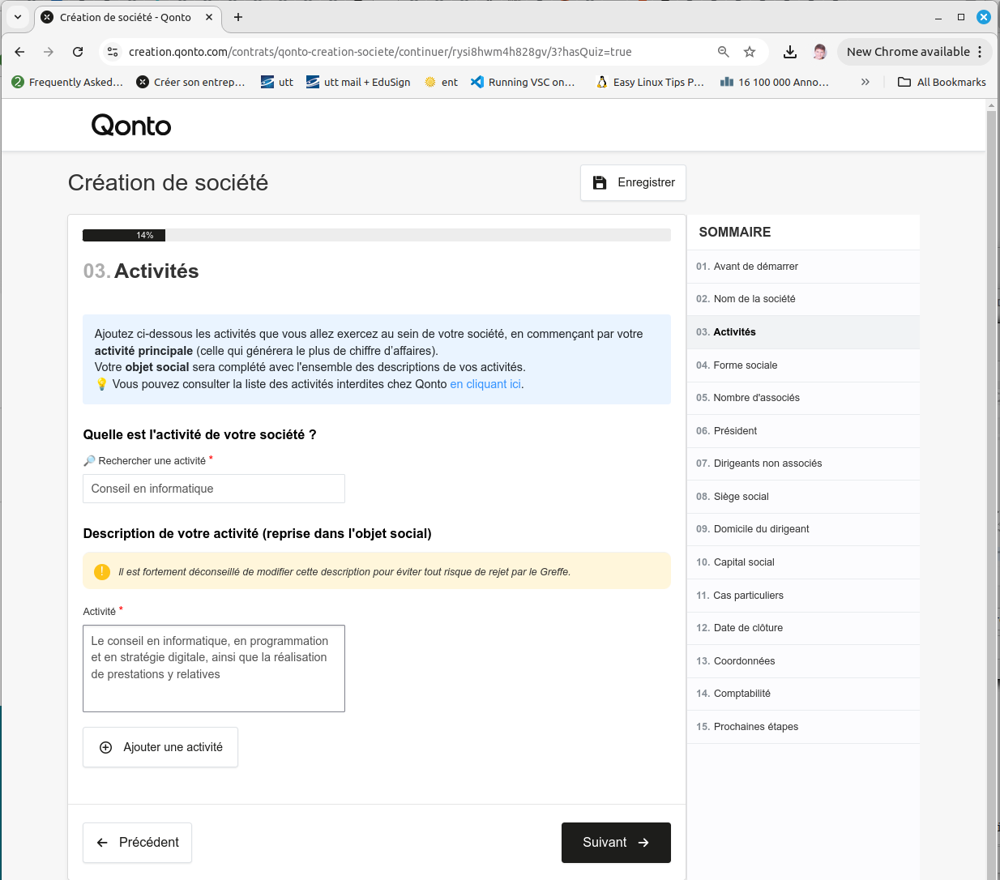 Création de société - Qonto
creation.qonto.com/contrats/qonto-creation-societe/continuer/rysi8hwm4h828gv/3?hasQuiz=true
New Chrome available
Frequently Asked...
Créer son entrep...
utt
utt mail + EduSign
ent
Running VSC on...
Easy Linux Tips P...
16 100 000 Anno...
All Bookmarks
Qonto
Création de société
Enregistrer
14%
03. Activités
Ajoutez ci-dessous les activités que vous allez exercez au sein de votre société, en commençant par votre
activité principale (celle qui générera le plus de chiffre d'affaires).
Votre objet social sera complété avec l'ensemble des descriptions de vos activités.
💡 Vous pouvez consulter la liste des activités interdites chez Qonto en cliquant ici.
Quelle est l'activité de votre société ?
🔎 Rechercher une activité *
Conseil en informatique
Description de votre activité (reprise dans l'objet social)
Il est fortement déconseillé de modifier cette description pour éviter tout risque de rejet par le Greffe.
Activité *
Le conseil en informatique, en programmation
et en stratégie digitale, ainsi que la réalisation
de prestations y relatives
Ajouter une activité
Précédent
Suivant
SOMMAIRE
01. Avant de démarrer
02. Nom de la société
03. Activités
04. Forme sociale
05. Nombre d'associés
06. Président
07. Dirigeants non associés
08. Siège social
09. Domicile du dirigeant
10. Capital social
11. Cas particuliers
12. Date de clôture
13. Coordonnées
14. Comptabilité
15. Prochaines étapes